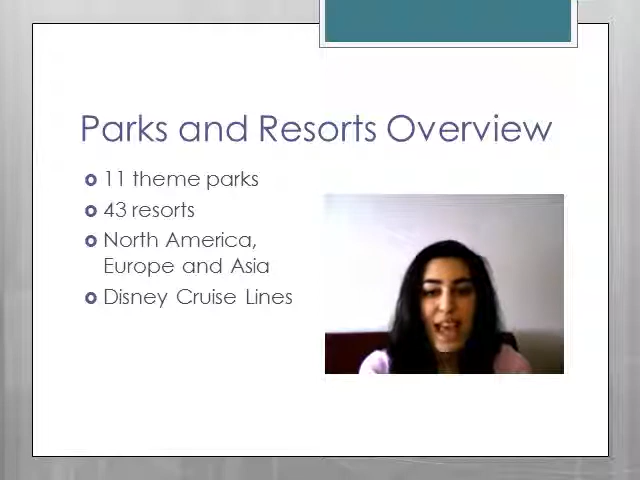 Parks and Resorts Overview
11 theme parks
43 resorts
North America,
Europe and Asia
Disney Cruise Lines